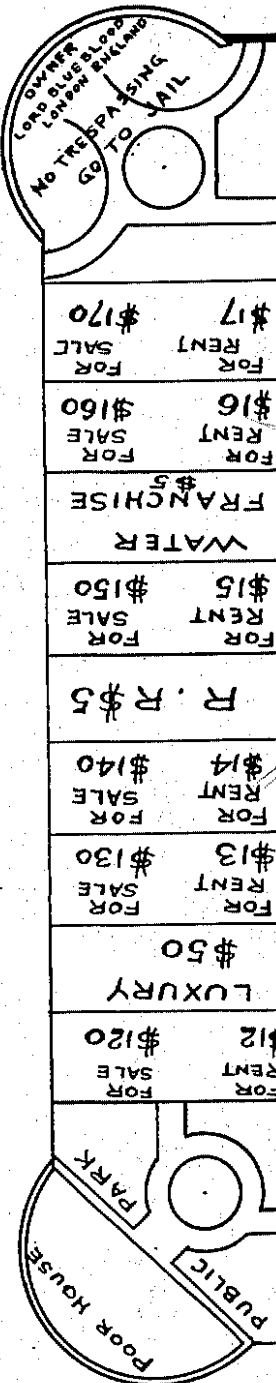 OWNER
LORD BLUEBLOOD
LONDON ENGLAND
NO TRESPASSING
GO TO JAIL
FOR FOR
RENT SALE
$17 $170
FOR FOR
RENT SALE
$16 $160
WATER
FRANCHISE
$5
FOR FOR
RENT SALE
$15 $150
R.R $5
FOR FOR
RENT SALE
$14 $140
FOR FOR
RENT SALE
$13 $130
LUXURY
$50
FOR FOR
RENT SALE
$12 $120
PARK
PUBLIC
POOR HOUSE